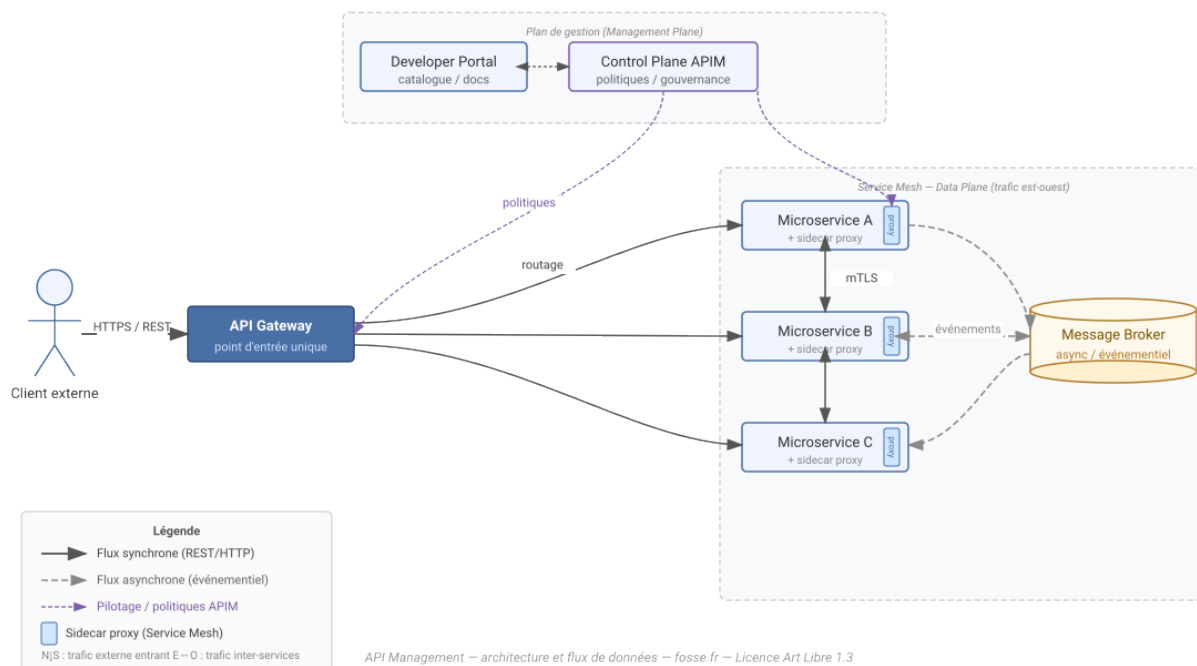 Plan de gestion (Management Plane)
Developer Portal
catalogue / docs
Control Plane APIM
politiques / gouvernance
politiques
Service Mesh — Data Plane (trafic est-ouest)
Microservice A
+ sidecar proxy
proxy
routage
mTLS
HTTPS / REST
API Gateway
point d'entrée unique
Client externe
Microservice B
+ sidecar proxy
proxy
événements
Message Broker
async / événementiel
Microservice C
+ sidecar proxy
proxy
Légende
Flux synchrone (REST/HTTP)
Flux asynchrone (événementiel)
Pilotage / politiques APIM
Sidecar proxy (Service Mesh)
N↕S : trafic externe entrant E↔O : trafic inter-services
API Management — architecture et flux de données — fosse.fr — Licence Art Libre 1.3